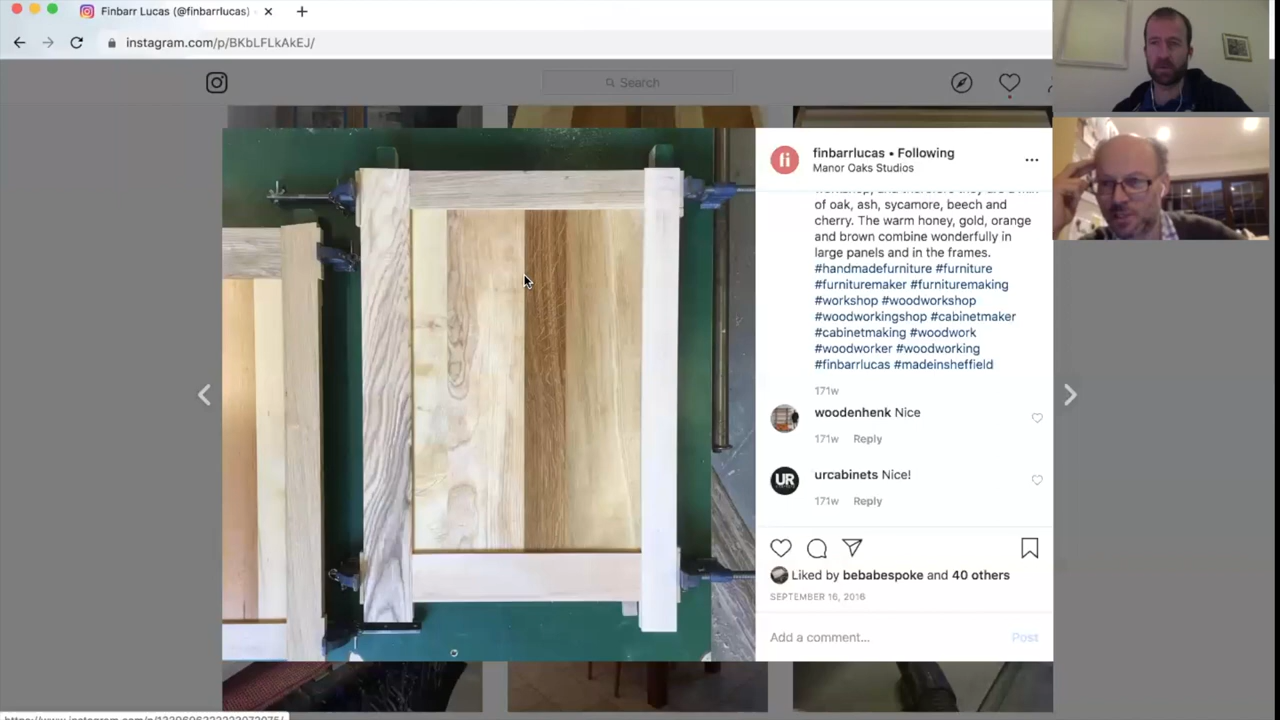 Finbarr Lucas (@finbarrlucas)
instagram.com/p/BKbLFLkAkEJ/
Search
fi
finbarrlucas • Following
Manor Oaks Studios
of oak, ash, sycamore, beech and
cherry. The warm honey, gold, orange
and brown combine wonderfully in
large panels and in the frames.
#handmadefurniture #furniture
#furnituremaker #furnituremaking
#workshop #woodworkshop
#woodworkingshop #cabinetmaker
#cabinetmaking #woodwork
#woodworker #woodworking
#finbarrlucas #madeinsheffield
171w
woodenhenk Nice
171w Reply
UR
urcabinets Nice!
171w Reply
Liked by bebabespoke and 40 others
SEPTEMBER 16, 2016
Add a comment...
Post